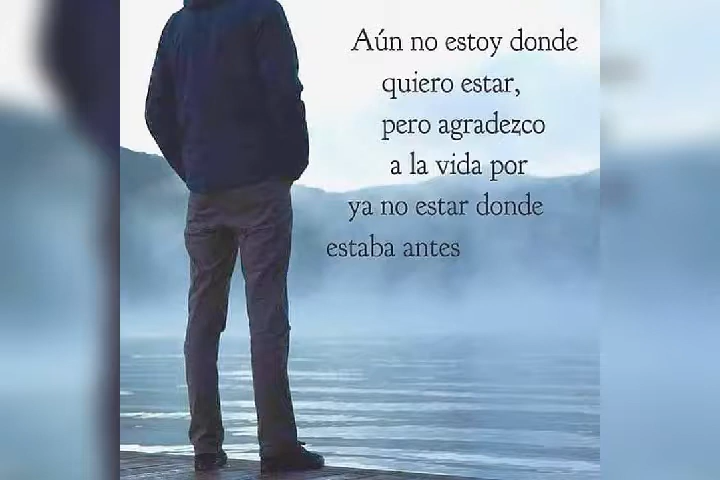 Aún no estoy donde
quiero estar,
pero agradezco
a la vida por
ya no estar donde
estaba antes